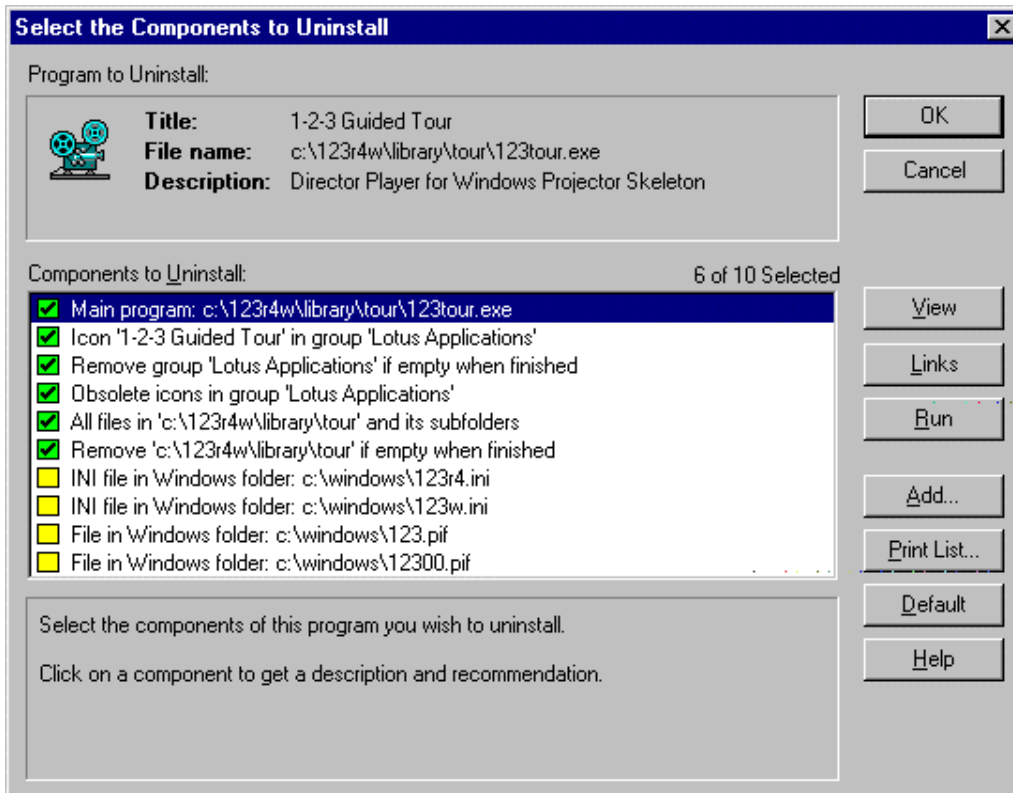 Select the Components to Uninstall
Program to Uninstall:
Title: 1-2-3 Guided Tour
File name: c:\123r4w\library\tour\123tour.exe
Description: Director Player for Windows Projector Skeleton
OK
Cancel
Components to Uninstall:
6 of 10 Selected
Main program: c:\123r4w\library\tour\123tour.exe
Icon '1-2-3 Guided Tour' in group 'Lotus Applications'
Remove group 'Lotus Applications' if empty when finished
Obsolete icons in group 'Lotus Applications'
All files in 'c:\123r4w\library\tour' and its subfolders
Remove 'c:\123r4w\library\tour' if empty when finished
INI file in Windows folder: c:\windows\123r4.ini
INI file in Windows folder: c:\windows\123w.ini
File in Windows folder: c:\windows\123.pif
File in Windows folder: c:\windows\12300.pif
View
Links
Run
Add...
Print List...
Default
Help
Select the components of this program you wish to uninstall.
Click on a component to get a description and recommendation.